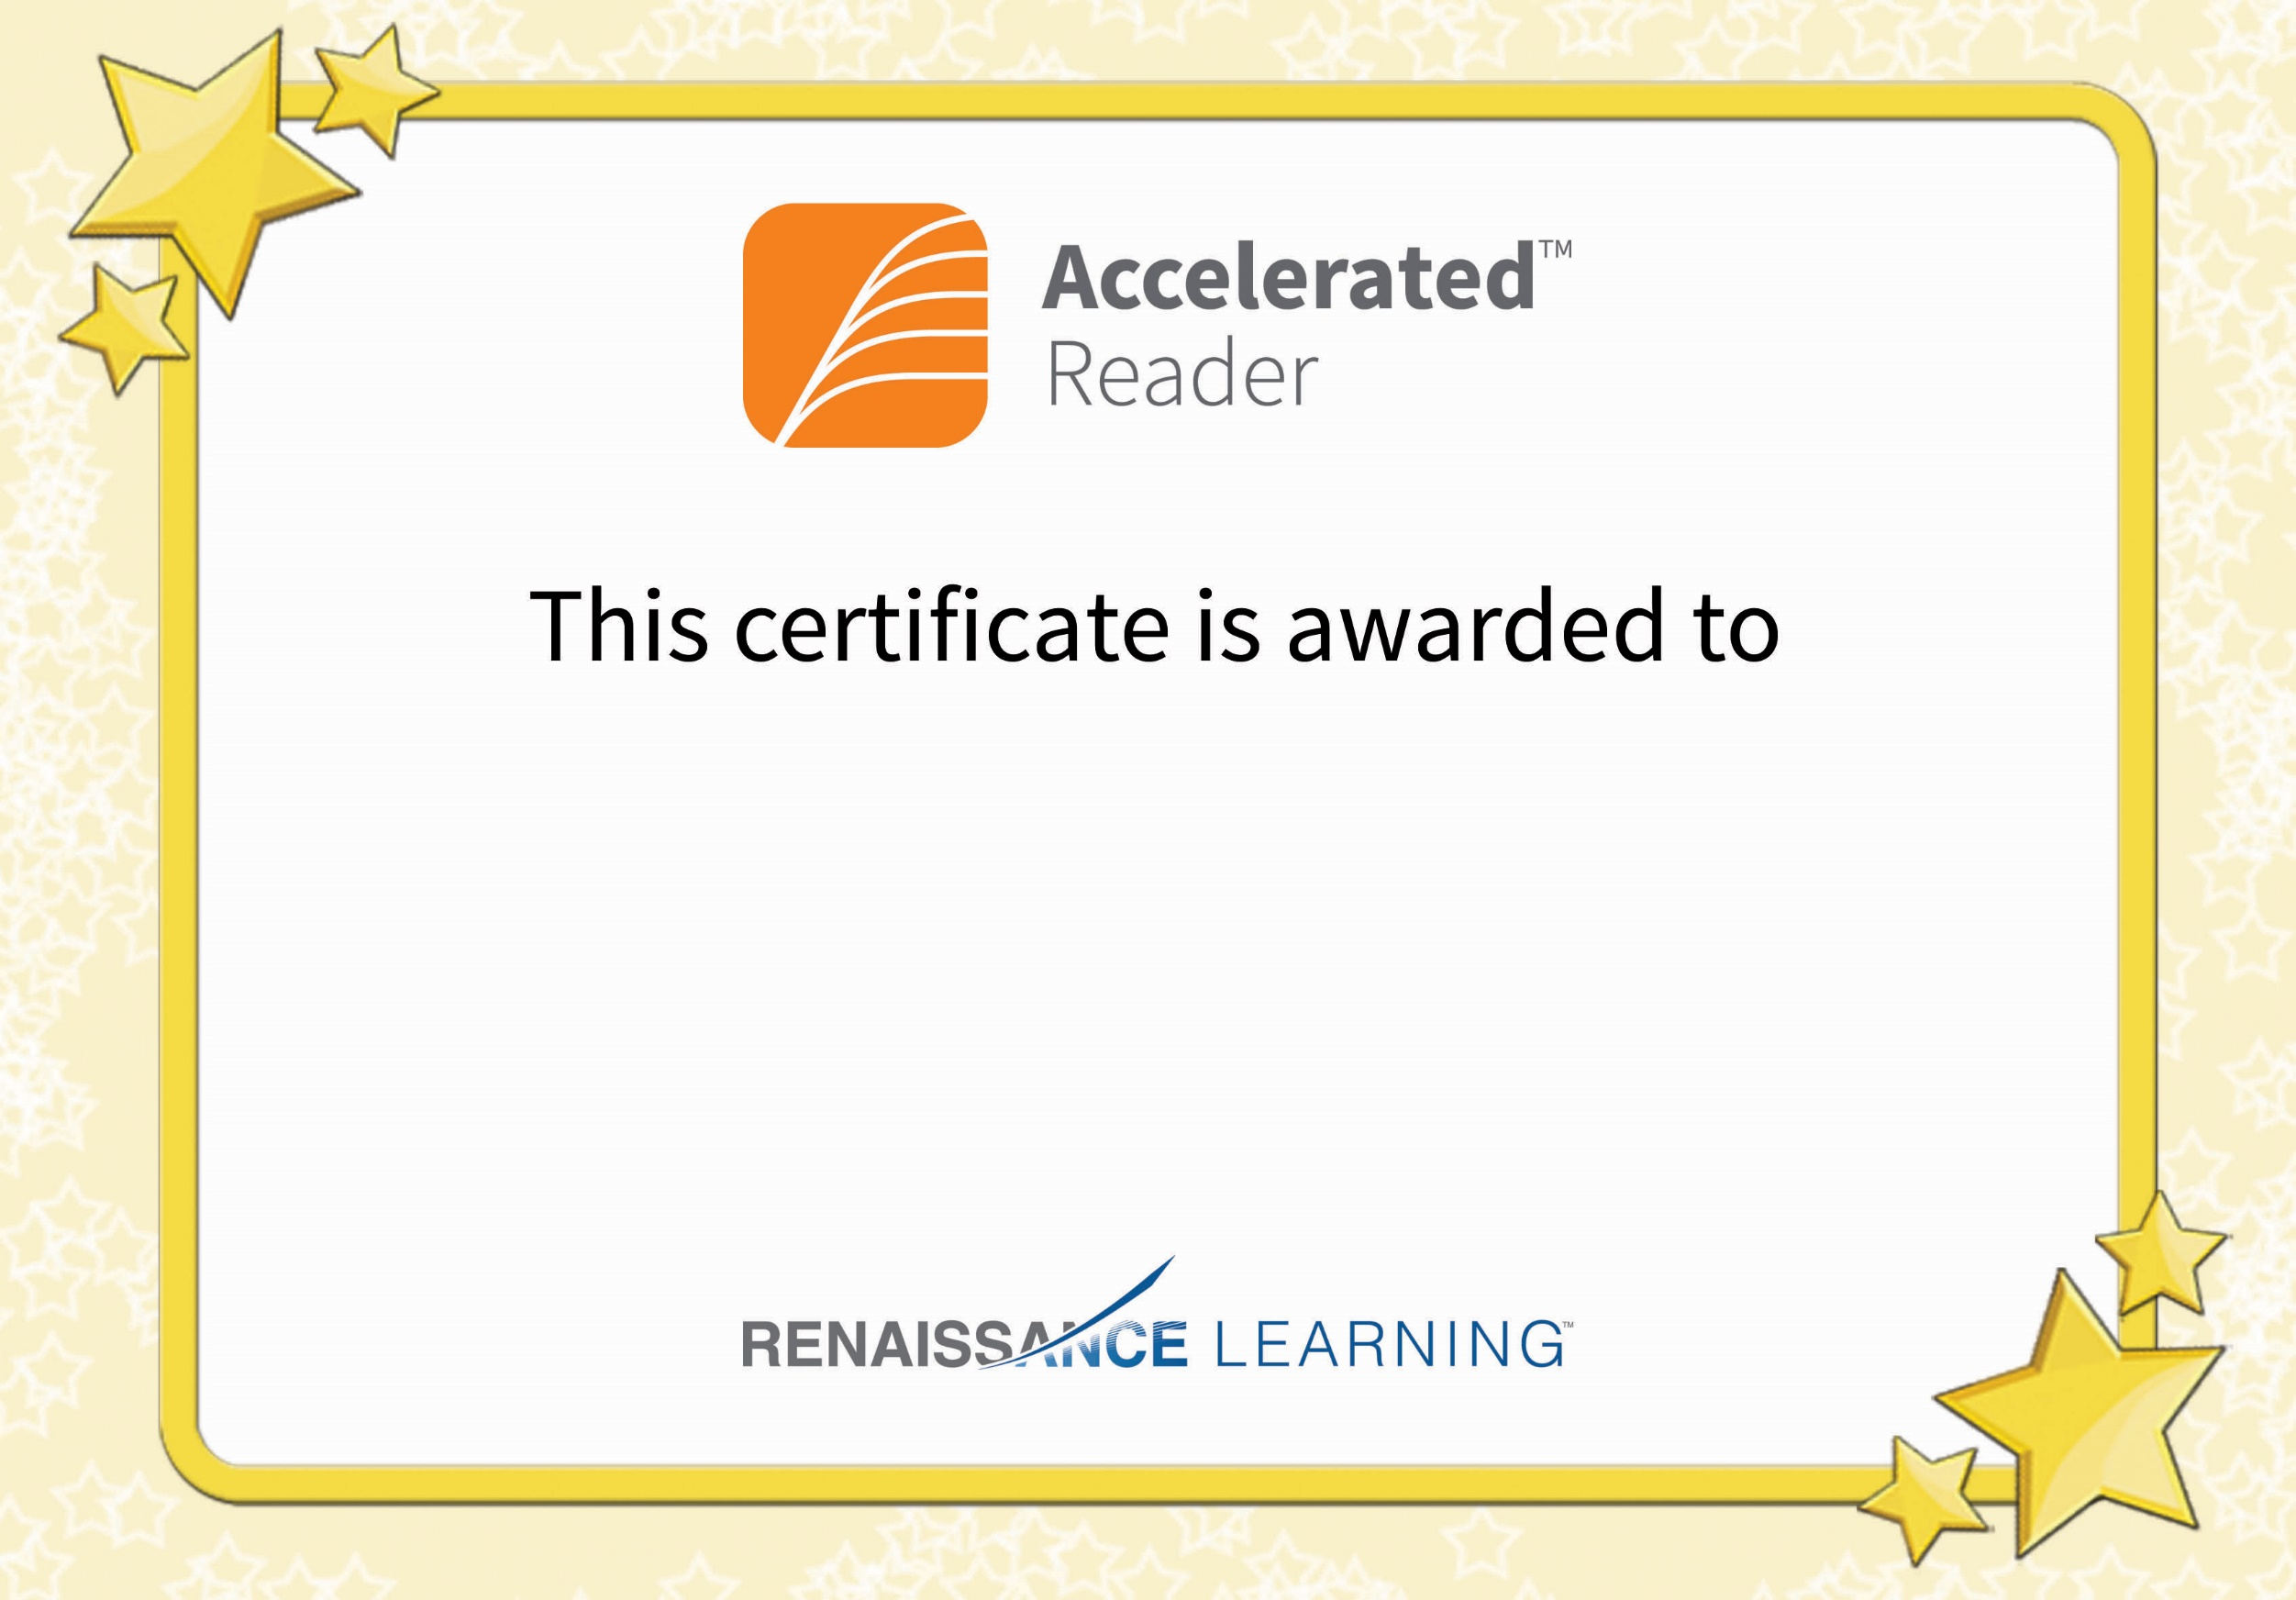 Accelerated™
Reader
This certificate is awarded to
RENAISSANCE LEARNING™